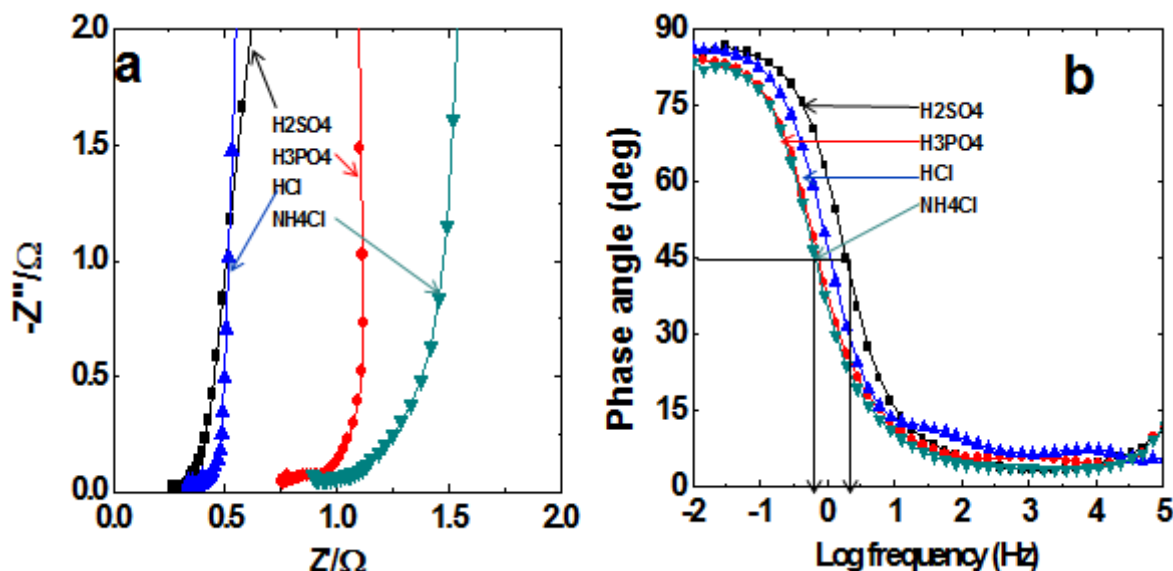 a
2.0
1.5
1.0
0.5
0.0
-Z''/Ω
H2SO4
H3PO4
HCl
NH4Cl
0.0 0.5 1.0 1.5 2.0
Z'/Ω
b
90
75
60
45
30
15
0
Phase angle (deg)
H2SO4
H3PO4
HCl
NH4Cl
-2 -1 0 1 2 3 4 5
Log frequency (Hz)